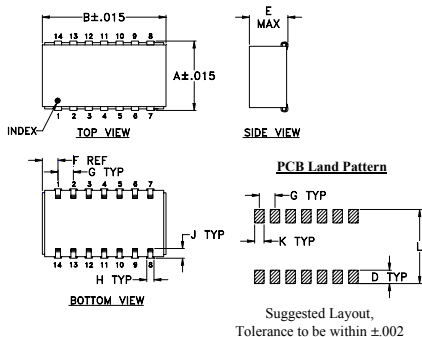 B±.015
E
MAX
14 13 12 11 10 9 8
A±.015
INDEX
1 2 3 4 5 6 7
TOP VIEW
SIDE VIEW
F REF
G TYP
1 2 3 4 5 6 7
J TYP
14 13 12 11 10 9 8
H TYP
BOTTOM VIEW
PCB Land Pattern
G TYP
K TYP
L
D TYP
Suggested Layout,
Tolerance to be within ±.002